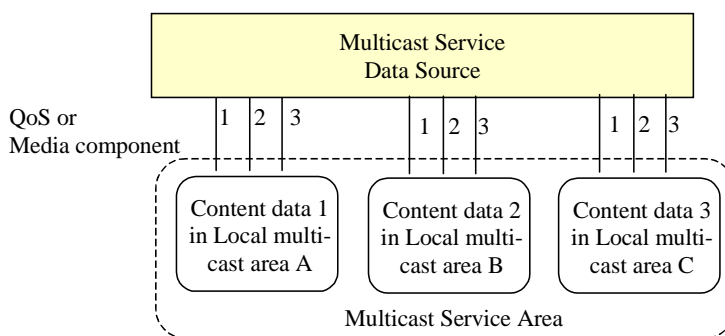 Multicast Service
Data Source
QoS or
Media component
1 2 3
1 2 3
1 2 3
Content data 1
in Local multi-
cast area A
Content data 2
in Local multi-
cast area B
Content data 3
in Local multi-
cast area C
Multicast Service Area